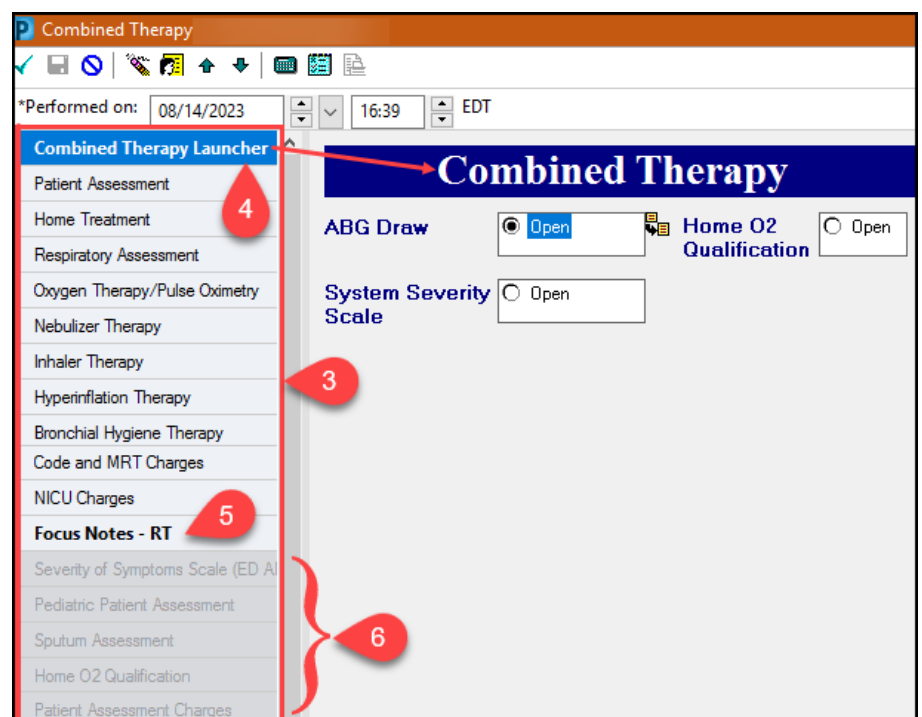 Combined Therapy
*Performed on: 08/14/2023 16:39 EDT
Combined Therapy Launcher
Patient Assessment
4
Home Treatment
Respiratory Assessment
Oxygen Therapy/Pulse Oximetry
Nebulizer Therapy
Inhaler Therapy
3
Hyperinflation Therapy
Bronchial Hygiene Therapy
Code and MRT Charges
NICU Charges
5
Focus Notes - RT
Severity of Symptoms Scale (ED
Pediatric Patient Assessment
Sputum Assessment
6
Home O2 Qualification
Patient Assessment Charges
Combined Therapy
ABG Draw Open Home O2 Open
Qualification
System Severity Open
Scale